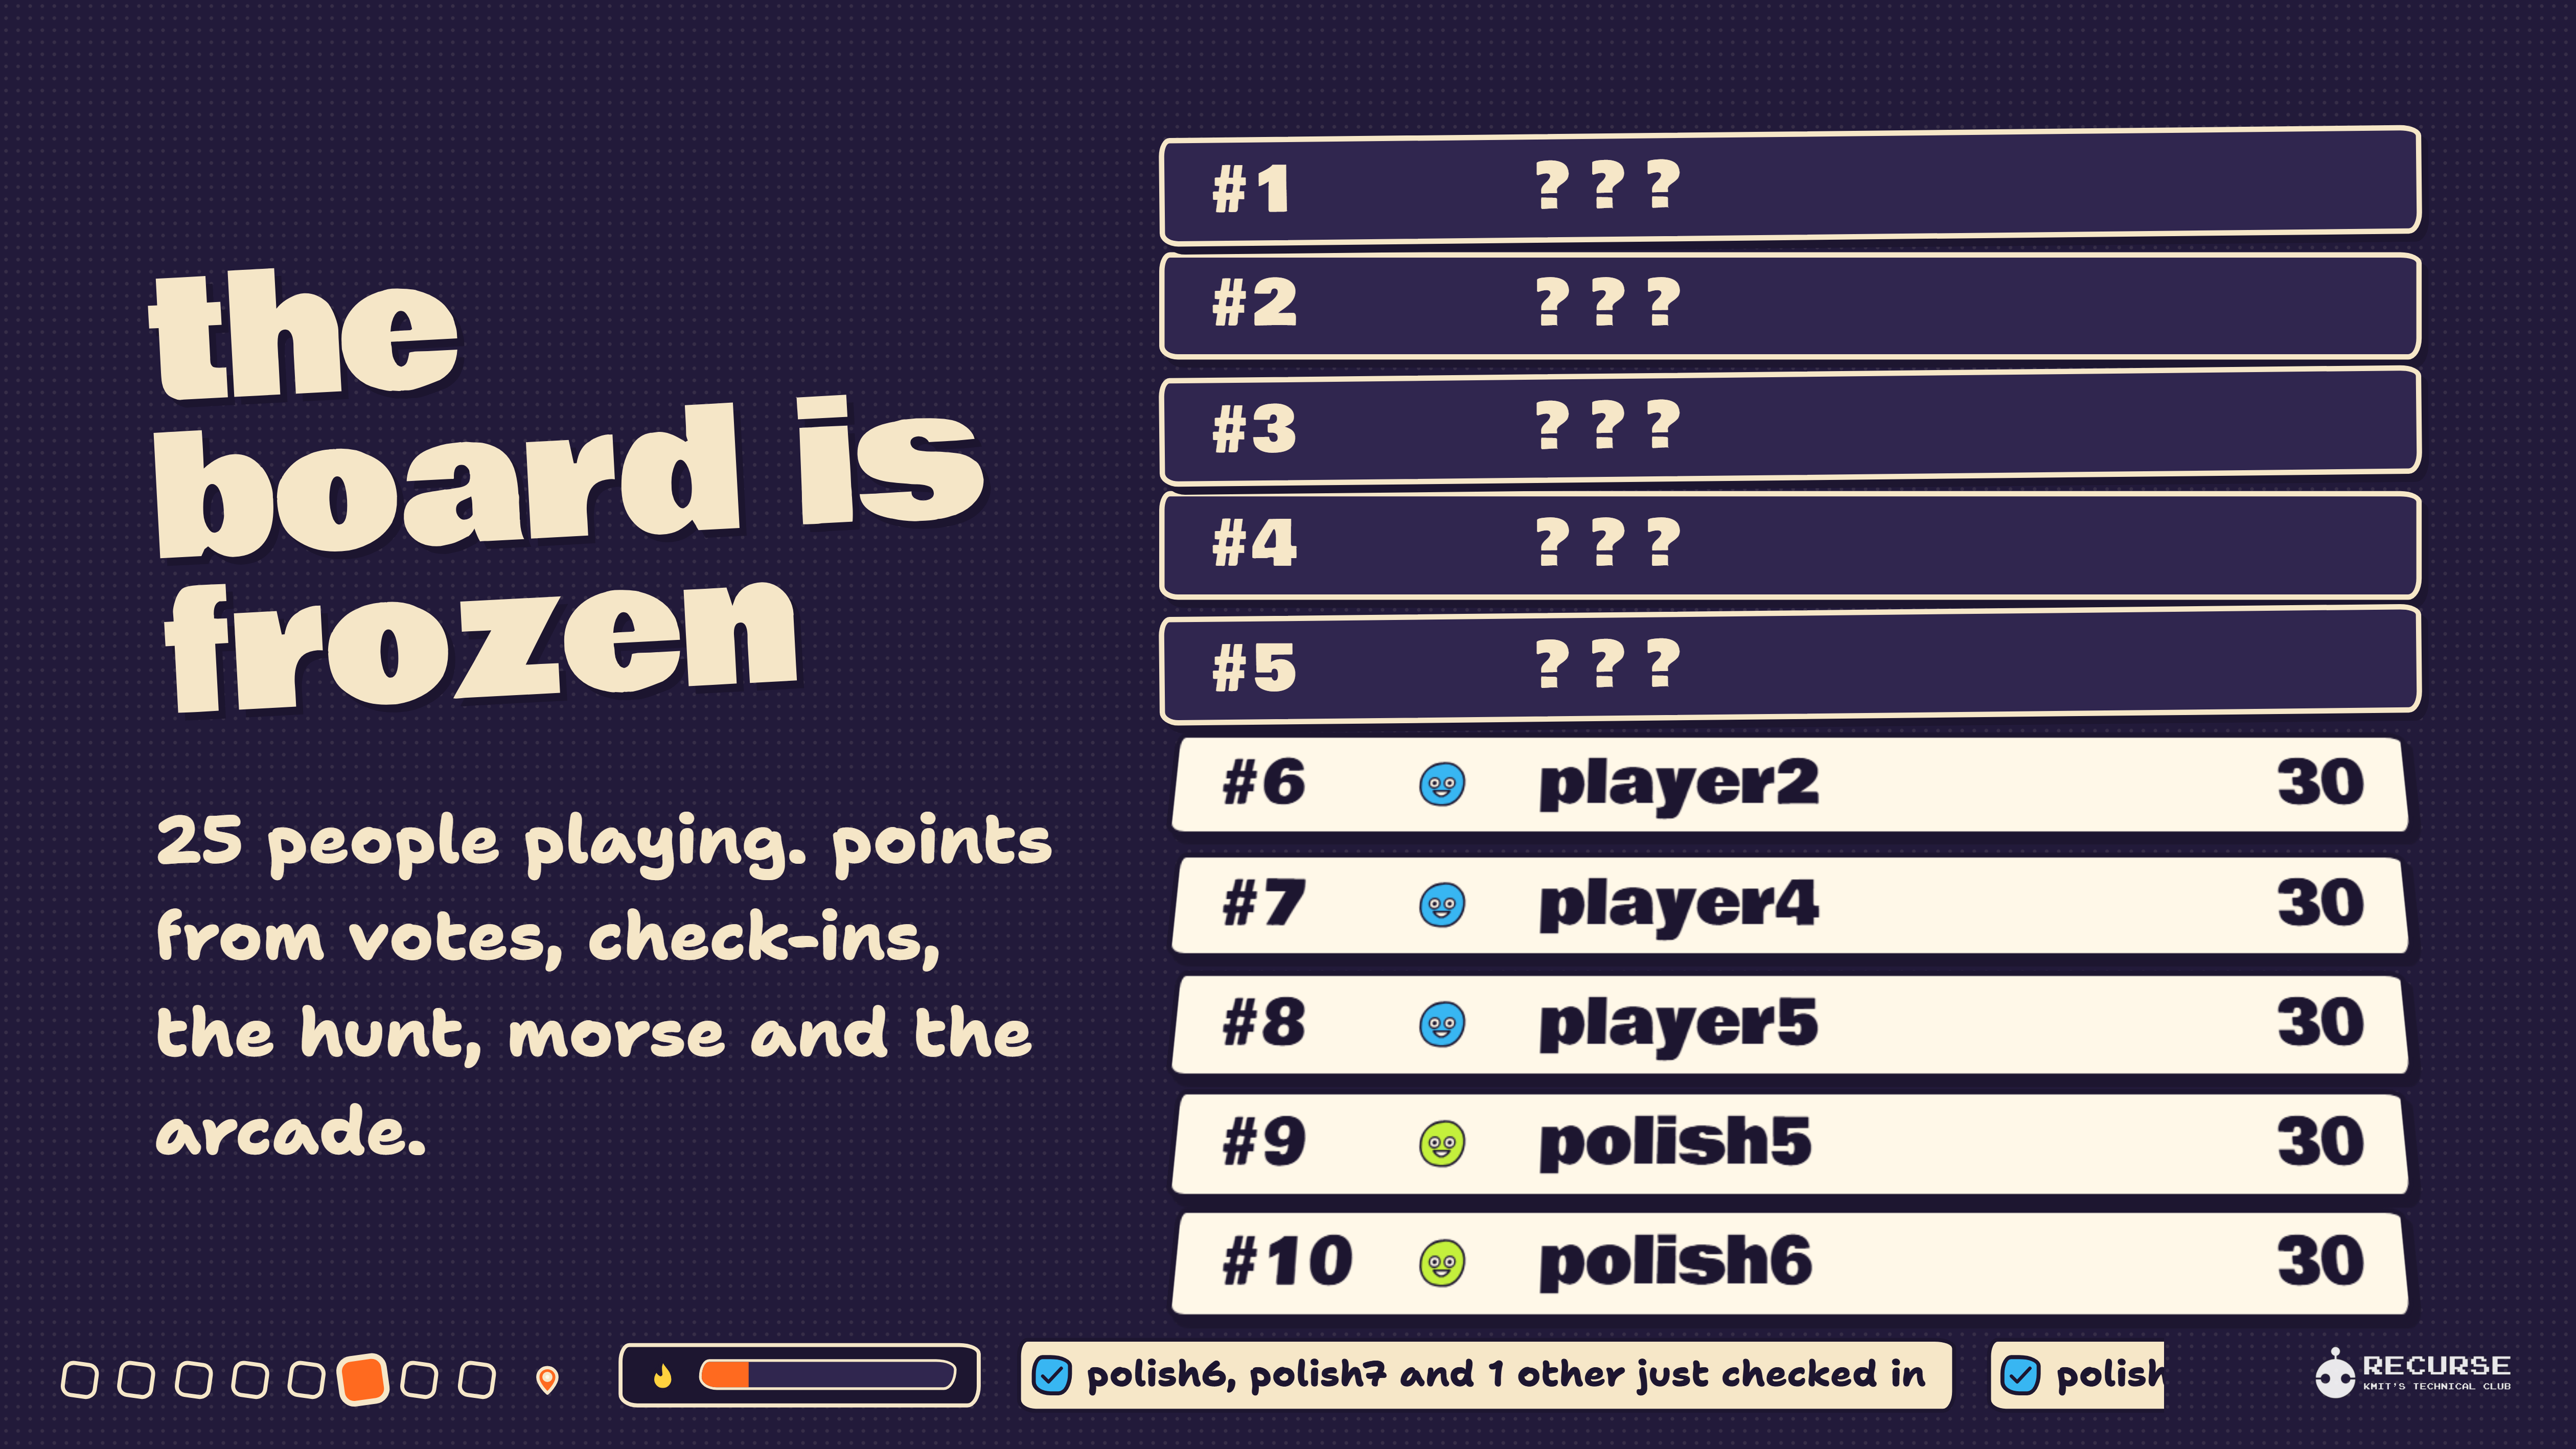 the
board is
frozen
25 people playing. points
from votes, check-ins,
the hunt, morse and the
arcade.
#1 ? ? ?
#2 ? ? ?
#3 ? ? ?
#4 ? ? ?
#5 ? ? ?
#6 player2 30
#7 player4 30
#8 player5 30
#9 polish5 30
#10 polish6 30
polish6, polish7 and 1 other just checked in
polish
RECURSE
KMIT'S TECHNICAL CLUB